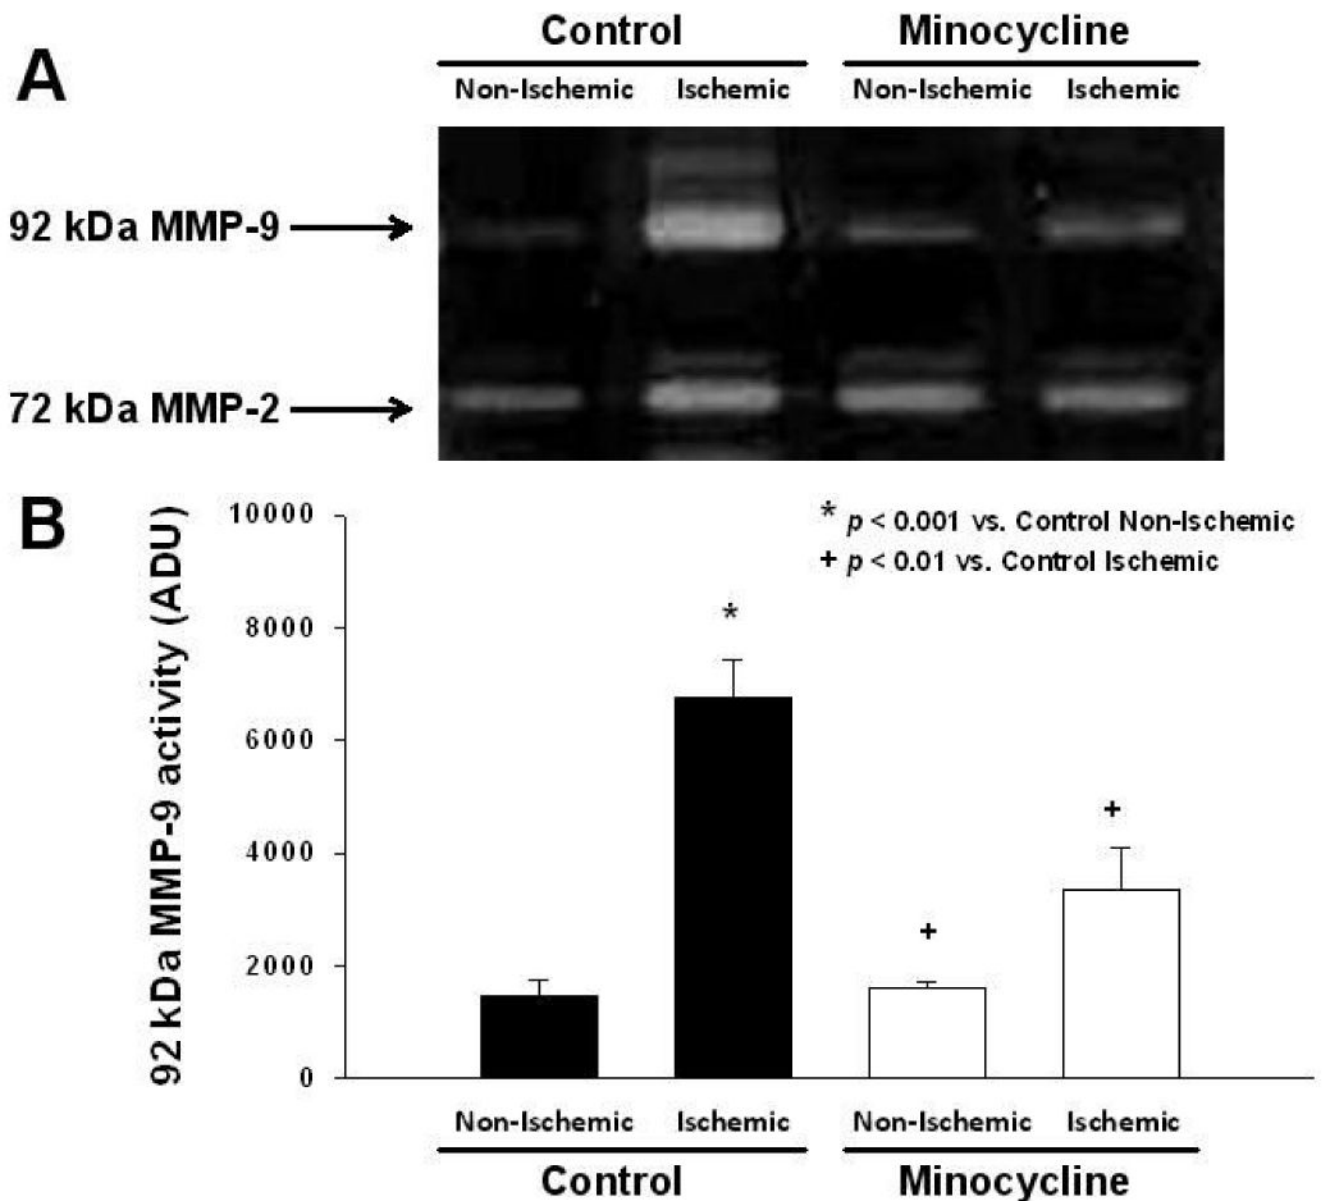 A
Control Minocycline
Non-Ischemic Ischemic Non-Ischemic Ischemic
92 kDa MMP-9
72 kDa MMP-2
B
92 kDa MMP-9 activity (ADU)
10000
8000
6000
4000
2000
0
* p < 0.001 vs. Control Non-Ischemic
+ p < 0.01 vs. Control Ischemic
*
+
+
Non-Ischemic Ischemic Non-Ischemic Ischemic
Control Minocycline